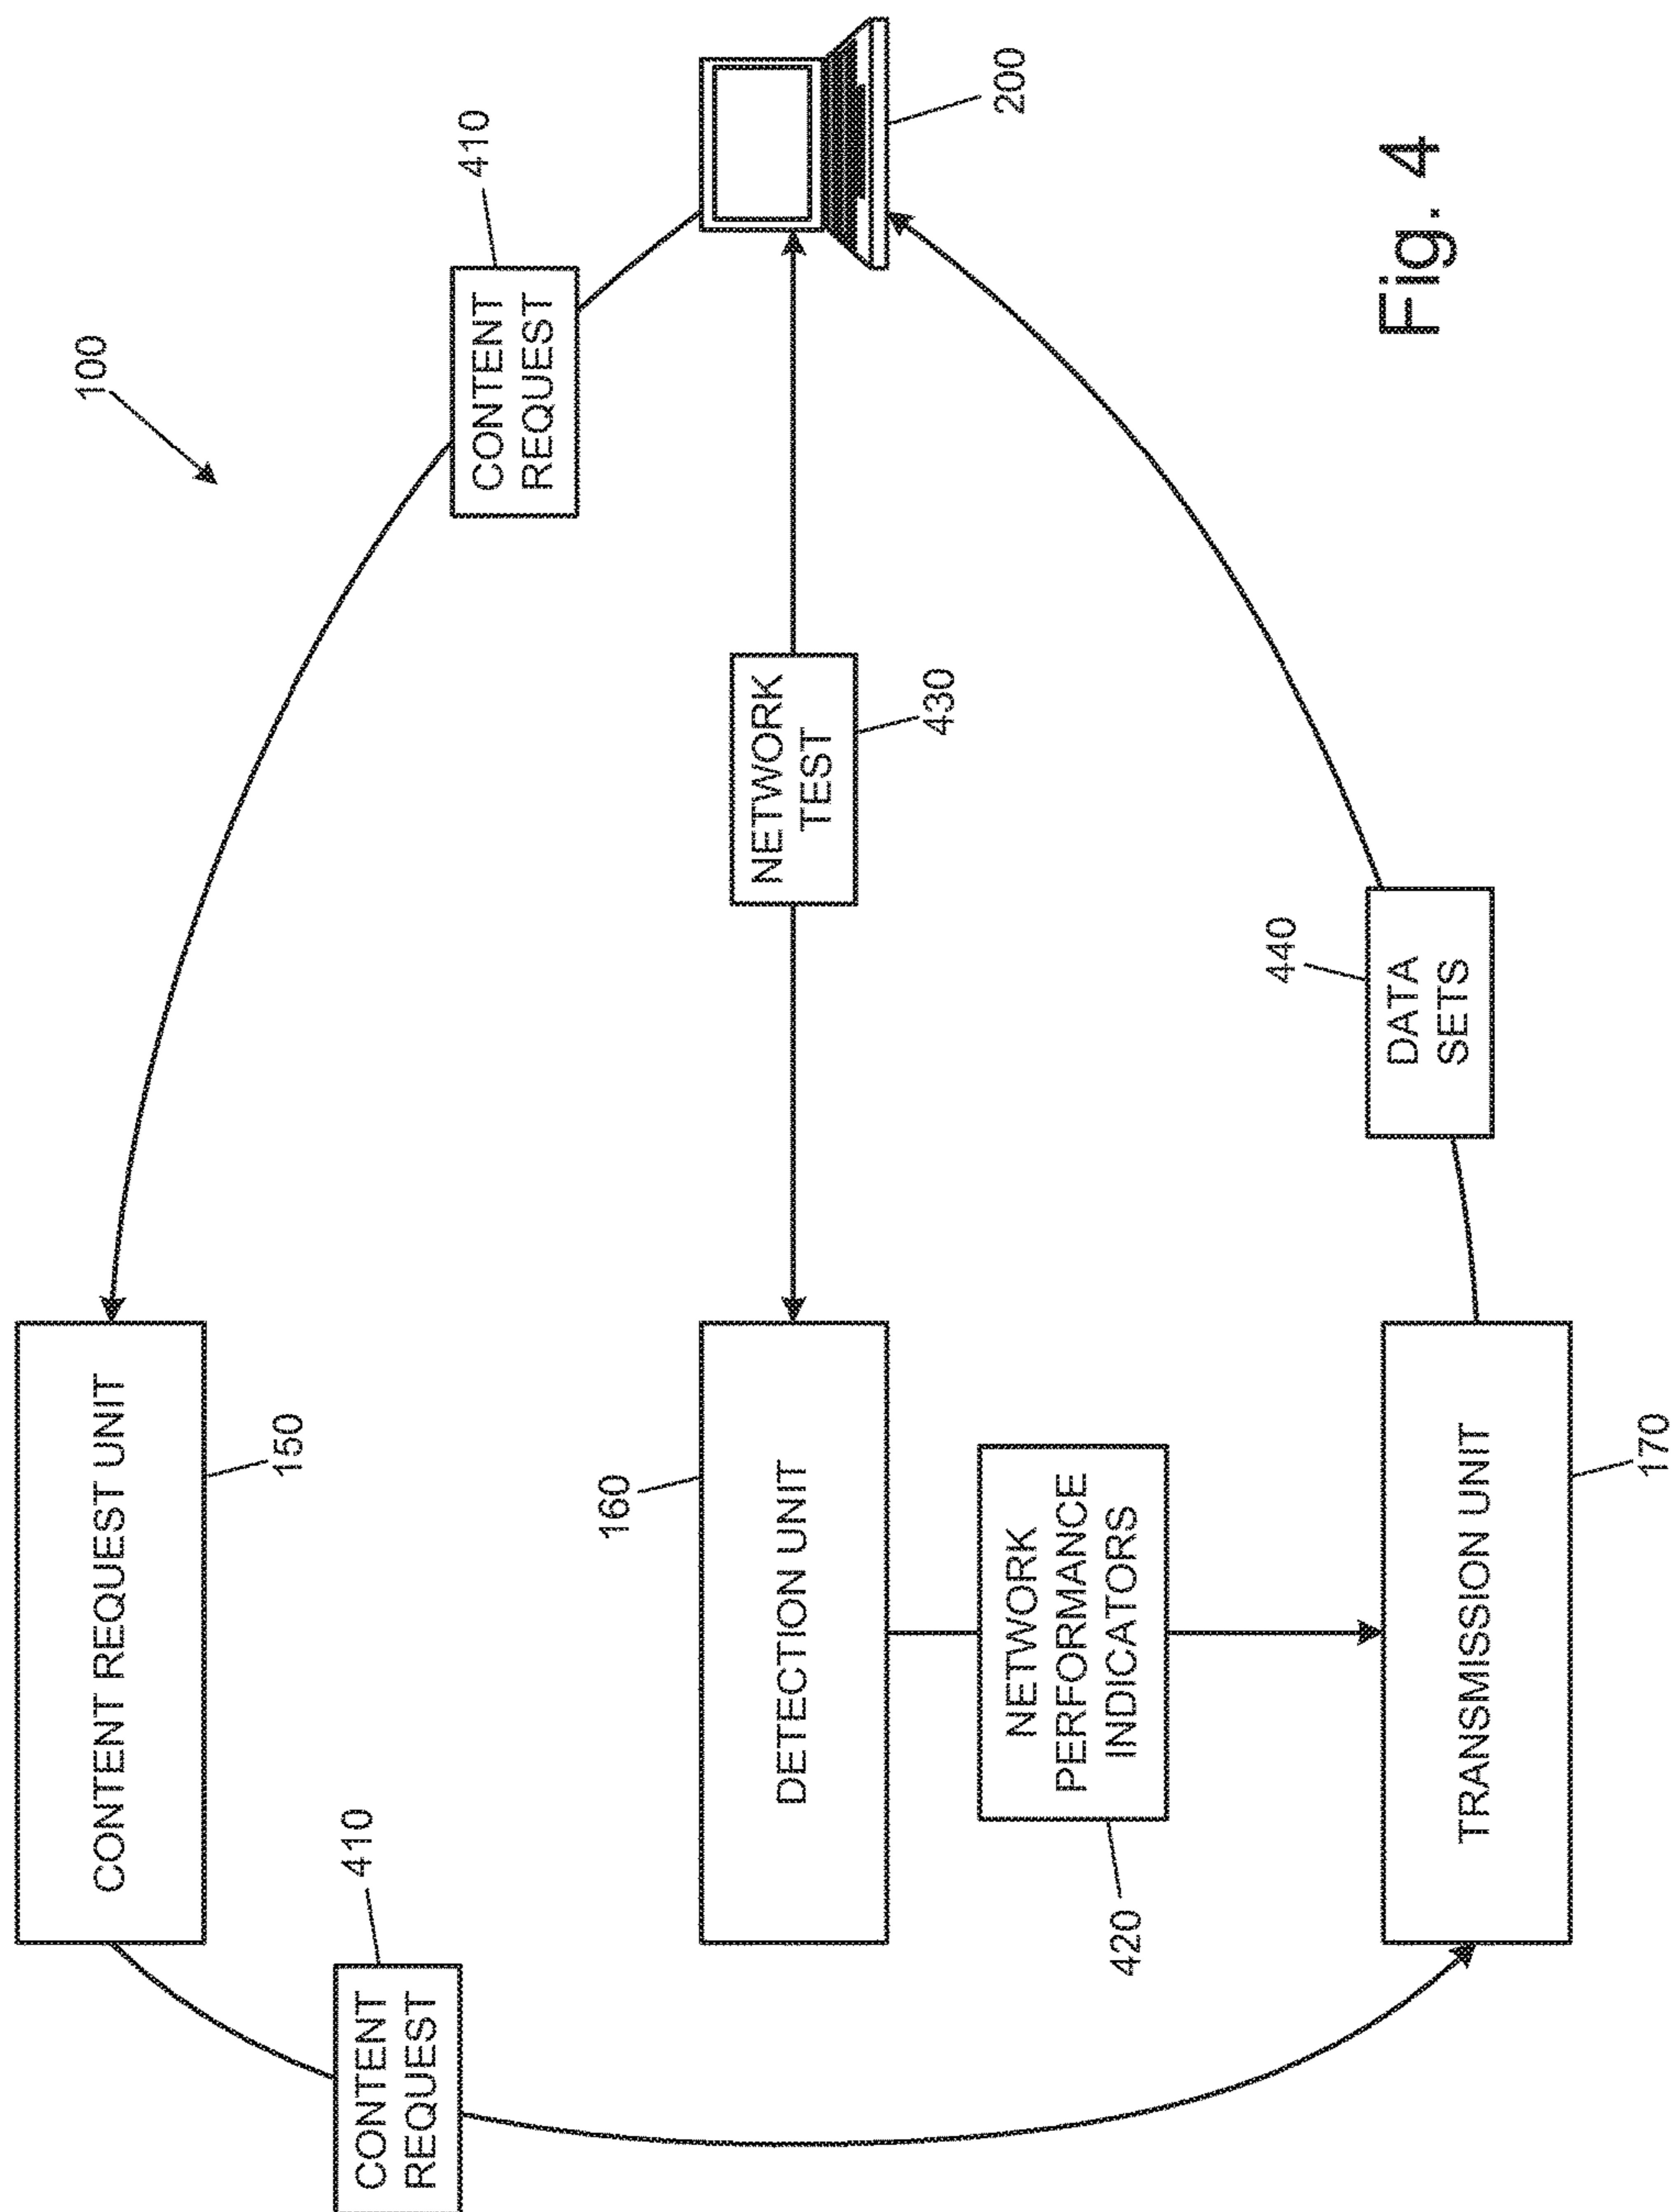 100
CONTENT REQUEST UNIT
150
410
CONTENT
REQUEST
410
CONTENT
REQUEST
200
160
DETECTION UNIT
NETWORK
TEST
430
420
NETWORK
PERFORMANCE
INDICATORS
440
DATA
SETS
TRANSMISSION UNIT
170
Fig. 4